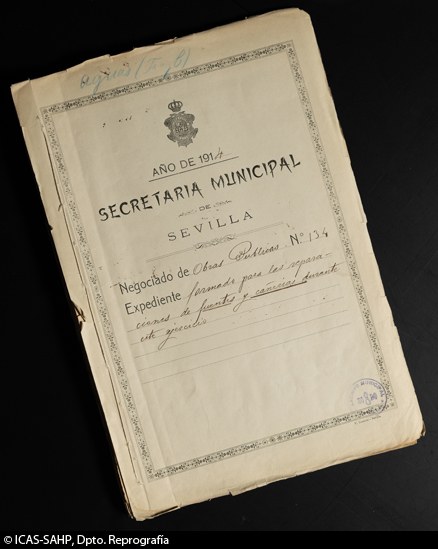 AÑO DE 1914
SECRETARIA MUNICIPAL
DE
SEVILLA
Negociado de Obras Publicas Nº 134
Expediente formado para las repara-
ciones de fuentes y cañerias durante
este ejercicio
© ICAS-SAHP, Dpto. Reprografía